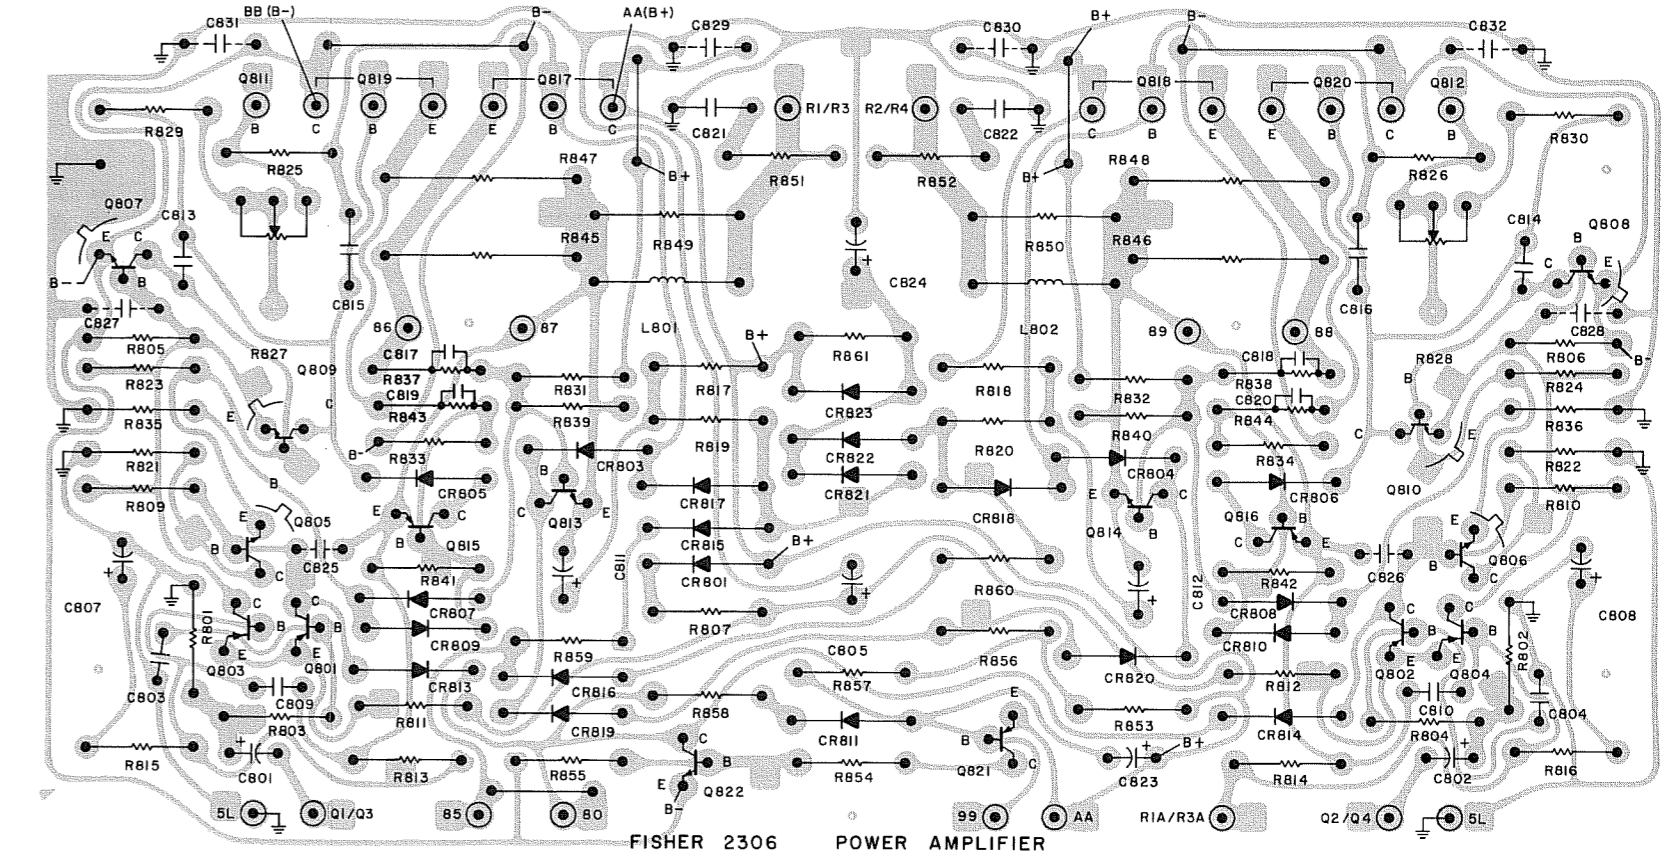 BB (B-) B- AA(B+) B+ B-
C831 C829 C830 C832
Q811 Q819 Q817 Q818 Q820 Q812
R1/R3 R2/R4
B C B E E B C C B E E B C B
R829 C821 C822 R830
R825 R847 B+ R851 R852 B+ R848 R826
Q807 C813 C814 Q808
E C B E
R845 R849 R850 R846 C
B- B C824
C827 C815 C816 C828
86 87 L801 L802 89 88
R805 R827 B+ R861 R828 R806 B-
C817 C818
R823 Q809 R837 R831 R817 R818 R832 R838 R824
C819 CR823 C820 B
R835 E C R843 R839 R819 R820 R840 R844 C E R836
B- R833 CR803 CR822 CR804 R834
R821 R822
B CR805 B CR817 CR821 E C CR806 Q810
R809 CR818 R810
E Q805 E C C Q813 E Q814 B Q816 B E
B C825 B Q815 CR815 B+ C E C826 B Q806
C R841 C811 CR801 C812 R842 C
C807 R801 C C CR807 R860 CR808 C C R802 C808
B B CR809 R807 CR810 B B
E Q803 E Q801 R859 C805 R856 E Q802 E Q804
C803 C809 CR813 CR816 R857 CR820 R812 C810 C804
R803 R811 CR819 R858 CR811 E R853 CR814 R804
R815 C801 R813 R855 C E B Q822 R854 B Q821 C C823 B+ R814 C802 R816
B-
5L Q1/Q3 85 80 99 AA R1A/R3A Q2/Q4 5L
FISHER 2306 POWER AMPLIFIER